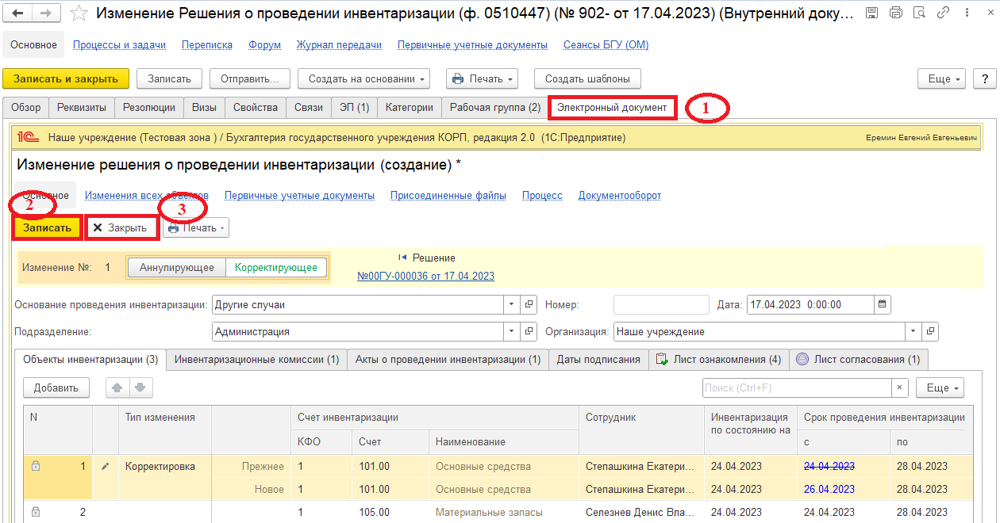 Изменение Решения о проведении инвентаризации (ф. 0510447) (№ 902- от 17.04.2023) (Внутренний доку...
Основное Процессы и задачи Переписка Форум Журнал передачи Первичные учетные документы Сеансы БГУ (ОМ)
Записать и закрыть Записать Отправить... Создать на основании Печать Создать шаблоны Еще ?
Обзор Реквизиты Резолюции Визы Свойства Связи ЭП (1) Категории Рабочая группа (2) Электронный документ 1
1С Наше учреждение (Тестовая зона ) / Бухгалтерия государственного учреждения КОРП, редакция 2.0 (1С:Предприятие) Еремин Евгений Евгеньевич
Изменение решения о проведении инвентаризации (создание) *
Основное Изменения всех объектов Первичные учетные документы Присоединенные файлы Процесс Документооборот
2 3
Записать Закрыть Печать
Решение
Изменение №: 1 Аннулирующее Корректирующее
№00ГУ-000036 от 17.04.2023
Основание проведения инвентаризации: Другие случаи Номер: Дата: 17.04.2023 0:00:00
Подразделение: Администрация Организация: Наше учреждение
Объекты инвентаризации (3) Инвентаризационные комиссии (1) Акты о проведении инвентаризации (1) Даты подписания Лист ознакомления (4) Лист согласования (1)
Добавить Поиск (Ctrl+F) × Еще
N Тип изменения Счет инвентаризации Сотрудник Инвентаризация по состоянию на Срок проведения инвентаризации
КФО Счет Наименование с по
1 Корректировка Прежнее 1 101.00 Основные средства Степашкина Екатери... 24.04.2023 24.04.2023 28.04.2023
Новое 1 101.00 Основные средства Степашкина Екатери... 24.04.2023 26.04.2023 28.04.2023
2 1 105.00 Материальные запасы Селезнев Денис Вла... 24.04.2023 24.04.2023 28.04.2023